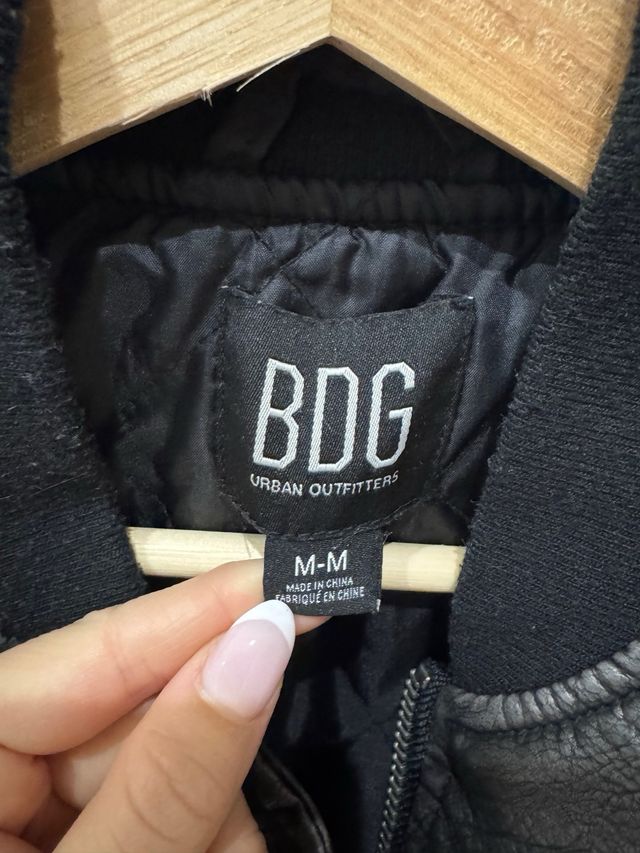 BDG
URBAN OUTFITTERS
M-M
MADE IN CHINA
FABRIQUÉ EN CHINE